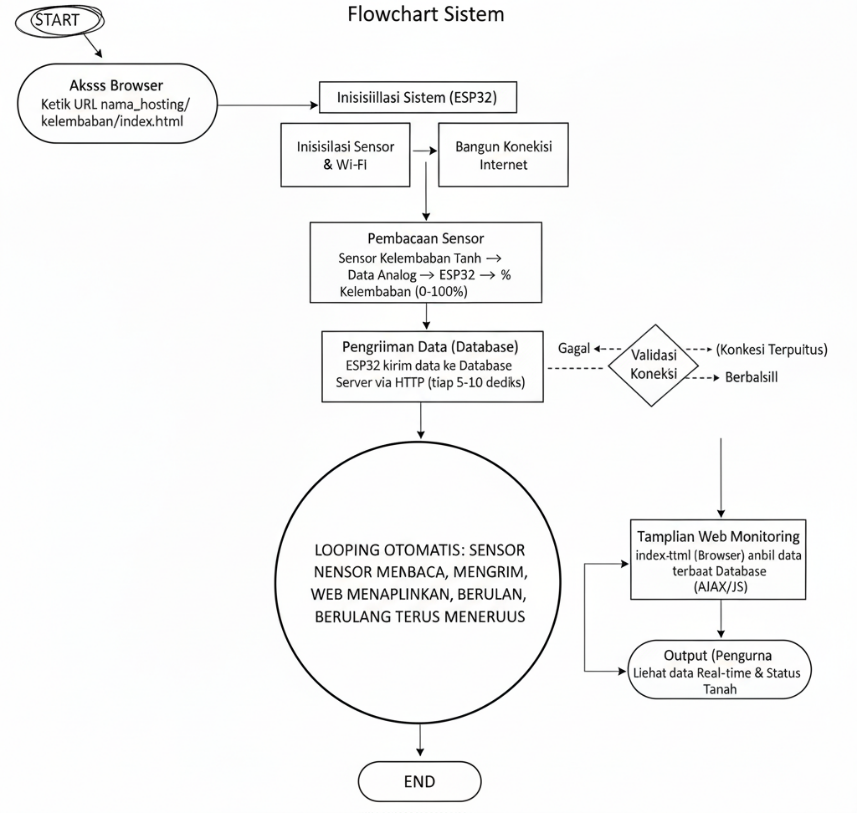 Flowchart Sistem
START
Aksss Browser
Ketik URL nama_hosting/
kelembaban/index.html
Inisisiillasi Sistem (ESP32)
Inisisilasi Sensor
& Wi-Fi
Bangun Konekisi
Internet
Pembacaan Sensor
Sensor Kelembaban Tanh →
Data Analog → ESP32 → %
Kelembaban (0-100%)
Pengriiman Data (Database)
ESP32 kirim data ke Database
Server via HTTP (tiap 5-10 dediks)
Gagal
Validasi
Koneksi
(Konkesi Terpuitus)
Berbalsill
LOOPING OTOMATIS: SENSOR
NENSOR MEMBACA, MENGRIM,
WEB MENAPLINKAN, BERULAN,
BERULANG TERUS MENERUUS
Tamplian Web Monitoring
index-ttml (Browser) anbil data
terbaat Database
(AIAX/JS)
Output (Pengurna
Liehat data Real-time & Status
Tanah
END